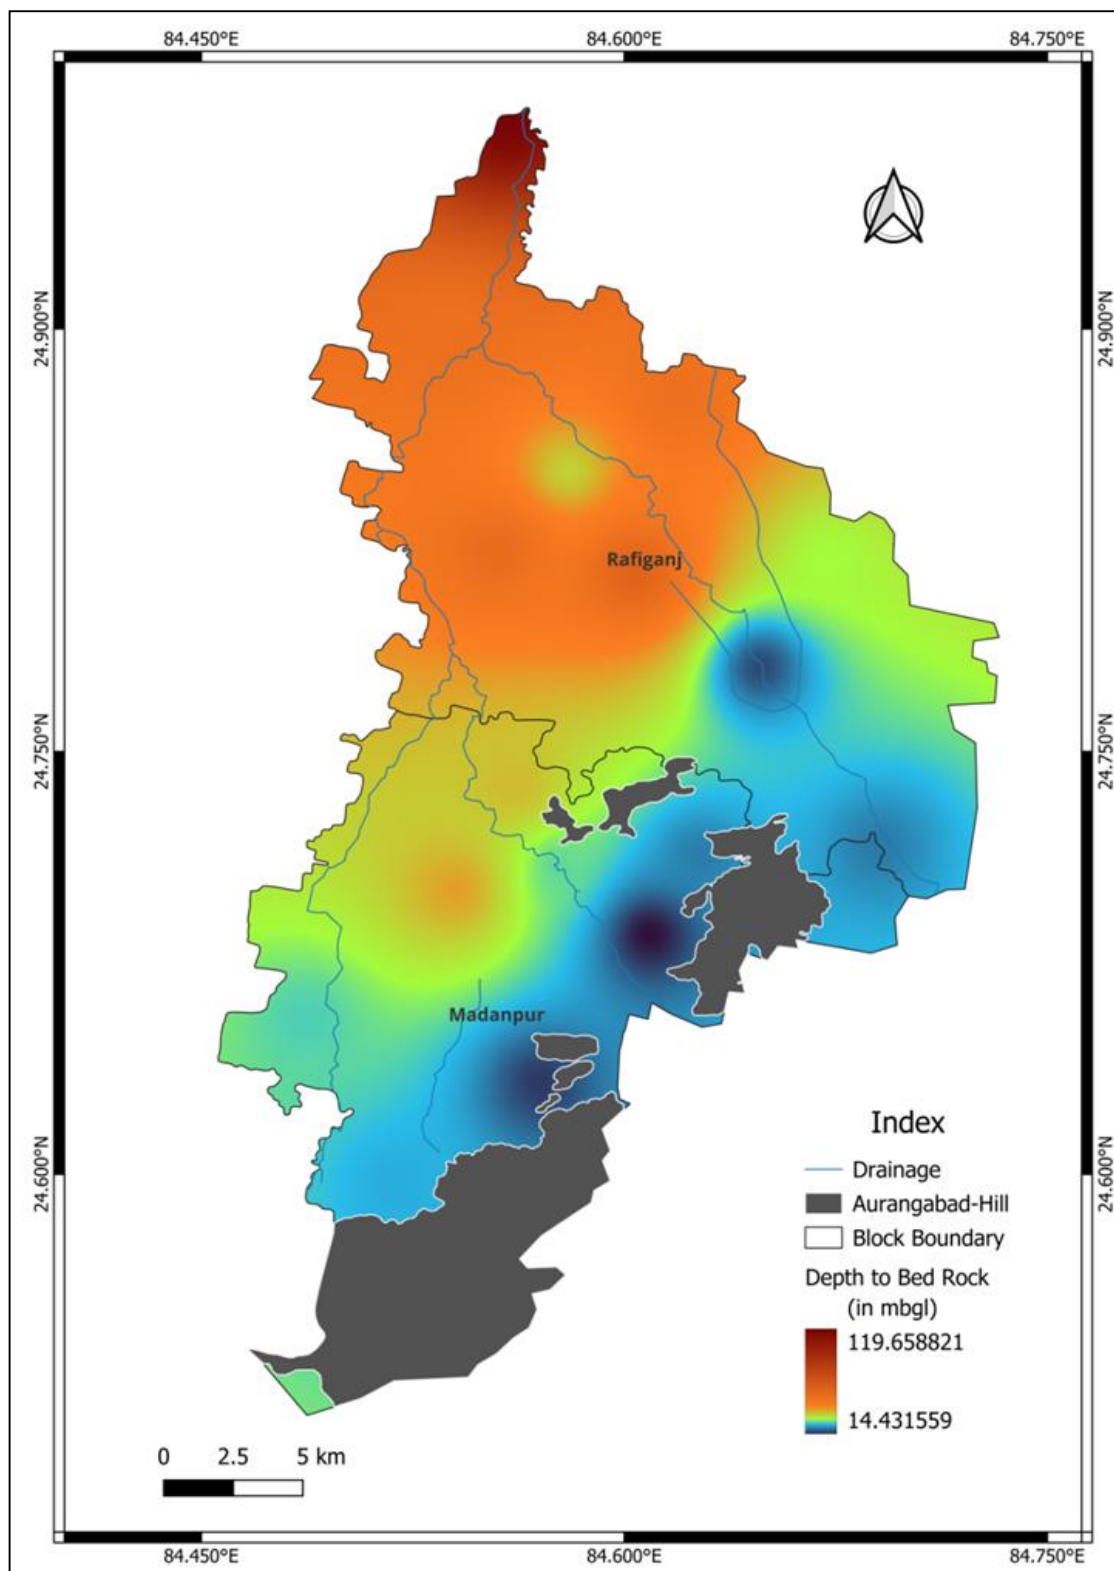 84.450°E 84.600°E 84.750°E
24.900°N 24.900°N
Rafiganj
24.750°N 24.750°N
Madanpur
Index
24.600°N 24.600°N
Drainage
Aurangabad-Hill
Block Boundary
Depth to Bed Rock
(in mbgl)
119.658821
14.431559
0 2.5 5 km
84.450°E 84.600°E 84.750°E